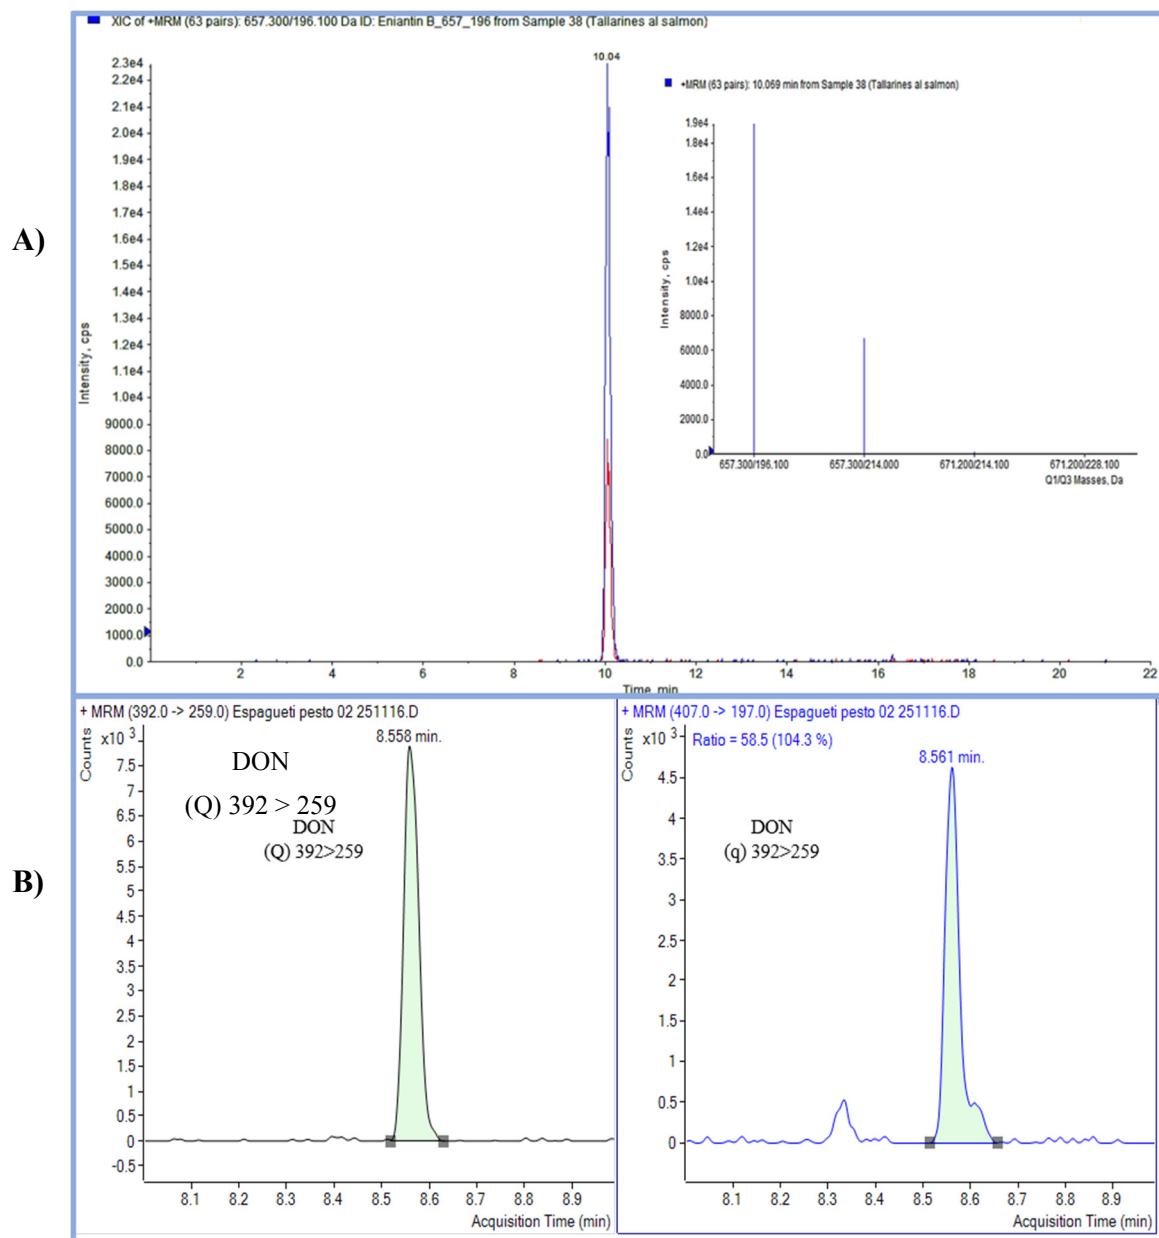 XIC of +MRM (63 pairs): 657.300/196.100 Da ID: Eniantin B_657_196 from Sample 38 (Tallarines al salmon)
10.04
2.3e4
2.2e4
2.1e4
2.0e4
1.9e4
1.8e4
1.7e4
1.6e4
1.5e4
1.4e4
1.3e4
1.2e4
1.1e4
1.0e4
9000.0
8000.0
7000.0
6000.0
5000.0
4000.0
3000.0
2000.0
1000.0
0.0
Intensity, cps
2 4 6 8 10 12 14 16 18 20 22
Time, min
+MRM (63 pairs): 10.069 min from Sample 38 (Tallarines al salmon)
1.9e4
1.8e4
1.6e4
1.4e4
1.2e4
1.0e4
8000.0
6000.0
4000.0
2000.0
0.0
Intensity, cps
657.300/196.100 657.300/214.000 671.200/214.100 671.200/228.100
Q1/Q3 Masses, Da
A)
B)
+ MRM (392.0 -> 259.0) Espagueti pesto 02 251116.D
Counts
x10 3
8.558 min.
DON
(Q) 392 > 259
DON
(Q) 392>259
7.5
7
6.5
6
5.5
5
4.5
4
3.5
3
2.5
2
1.5
1
0.5
0
-0.5
8.1 8.2 8.3 8.4 8.5 8.6 8.7 8.8 8.9
Acquisition Time (min)
+ MRM (407.0 -> 197.0) Espagueti pesto 02 251116.D
Counts
x10 3
Ratio = 58.5 (104.3 %)
8.561 min.
DON
(q) 392>259
4.5
4
3.5
3
2.5
2
1.5
1
0.5
0
8.1 8.2 8.3 8.4 8.5 8.6 8.7 8.8 8.9
Acquisition Time (min)